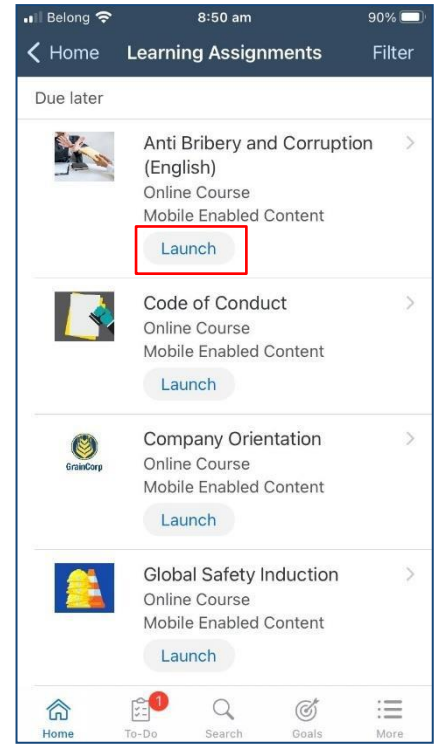 Belong 8:50 am 90%
Home Learning Assignments Filter
Due later
Anti Bribery and Corruption
(English)
Online Course
Mobile Enabled Content
Launch
Code of Conduct
Online Course
Mobile Enabled Content
Launch
GrainCorp
Company Orientation
Online Course
Mobile Enabled Content
Launch
Global Safety Induction
Online Course
Mobile Enabled Content
Launch
1
Home To-Do Search Goals More